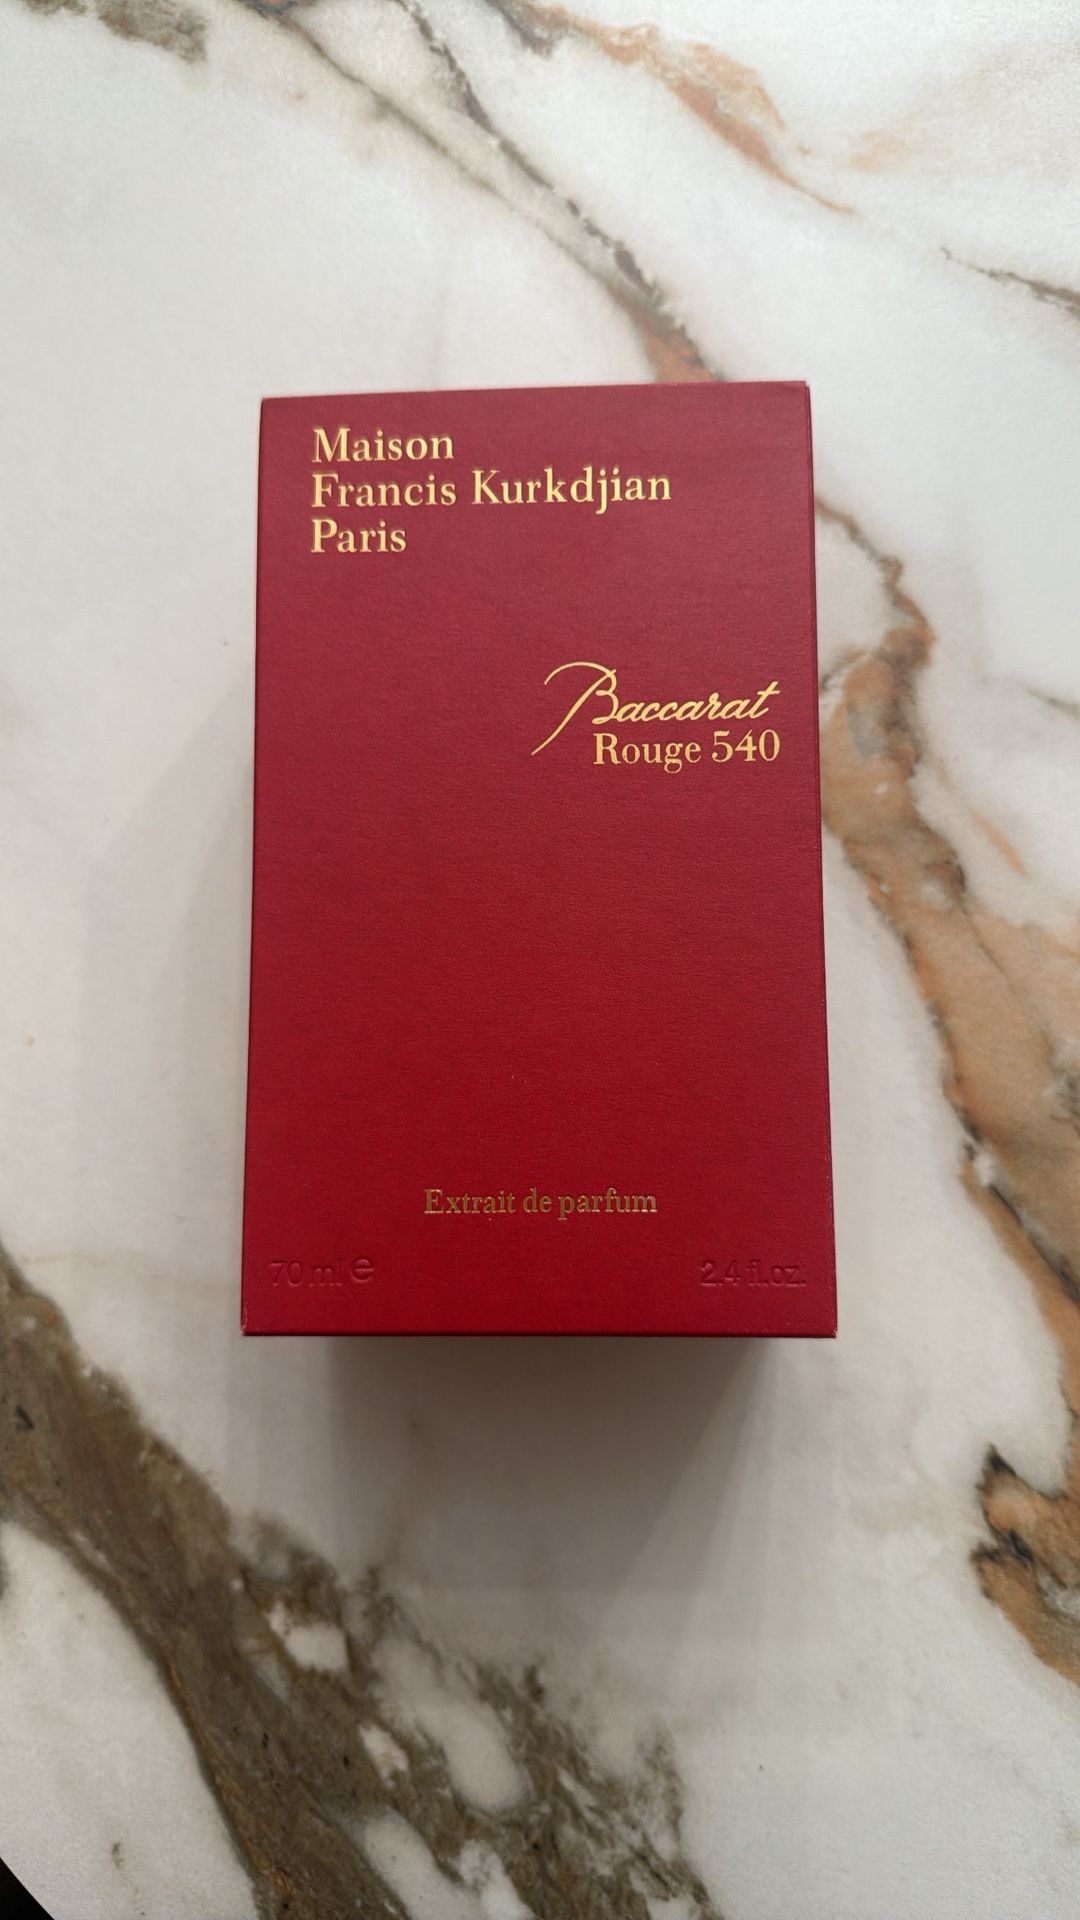 Maison
Francis Kurkdjian
Paris
Baccarat
Rouge 540
Extrait de parfum
70 ml ℮
2.4 fl.oz.